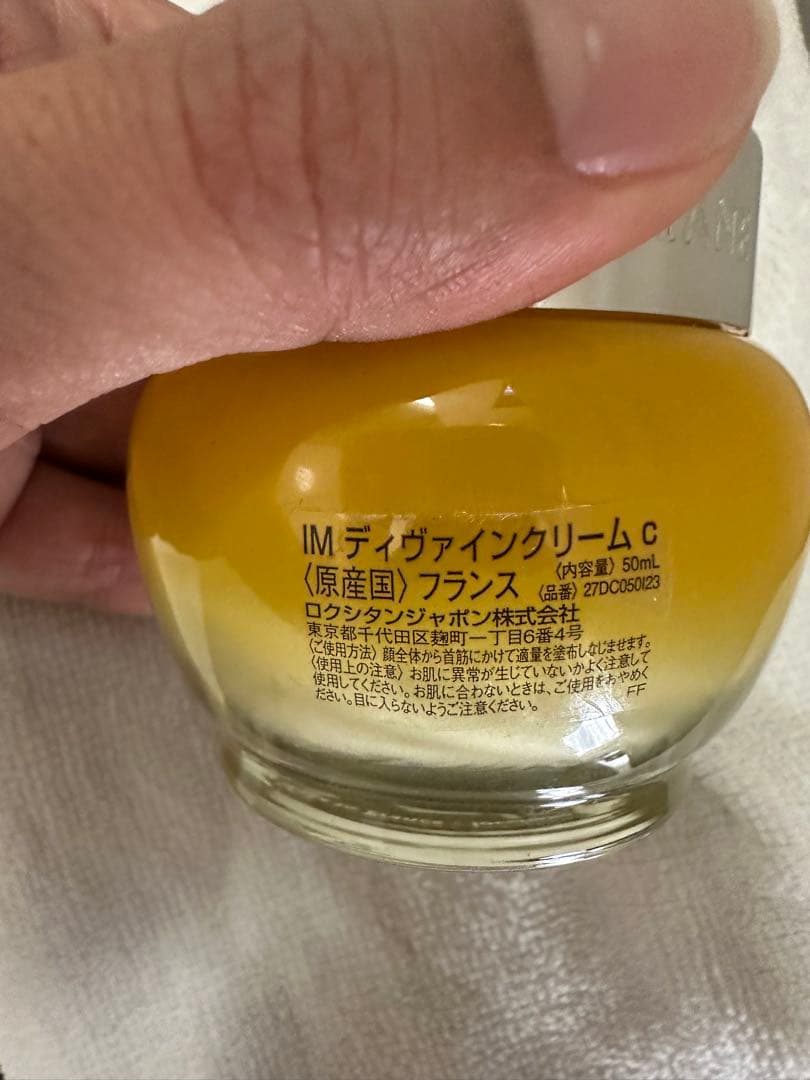 IM ディヴァインクリーム c
〈内容量〉 50mL
〈原産国〉フランス 〈品番〉 27DC050I23
ロクシタンジャポン株式会社
東京都千代田区麹町一丁目6番4号
〈ご使用方法〉 顔全体から首筋にかけて適量を塗布しなじませます。
〈使用上の注意〉 お肌に異常が生じていないかよく注意して
使用してください。お肌に合わないときは、ご使用をおやめく
ださい。目に入らないようご注意ください。 FF